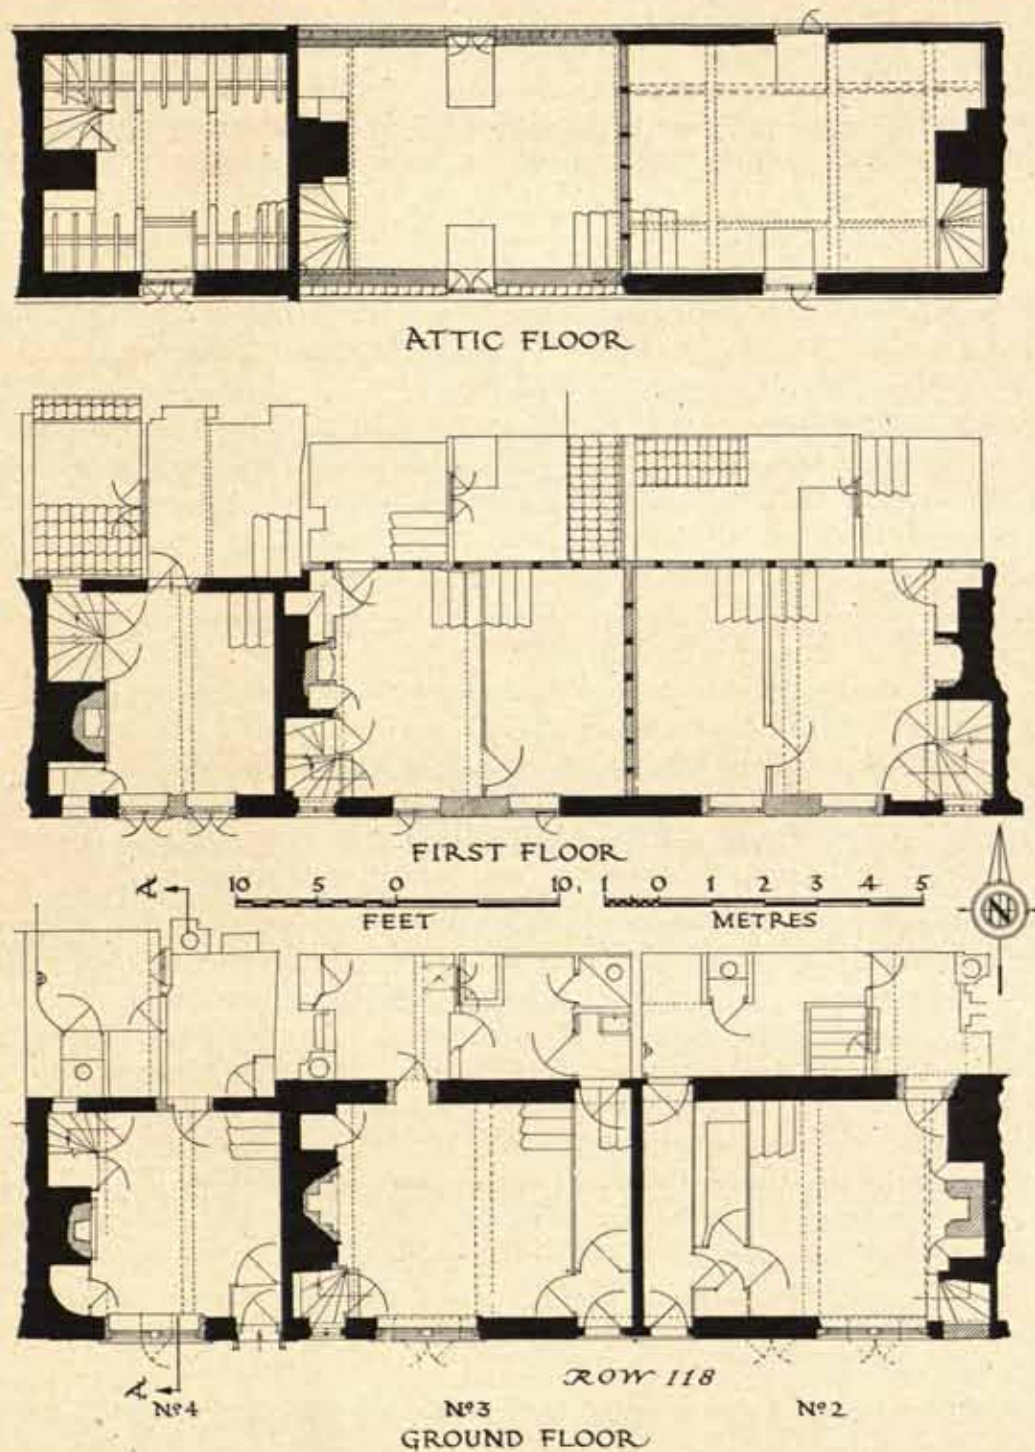 ATTIC FLOOR
FIRST FLOOR
A
10 5 0 10
FEET
1 0 1 2 3 4 5
METRES
N
A
ROW 118
Nº4
Nº3
Nº2
GROUND FLOOR